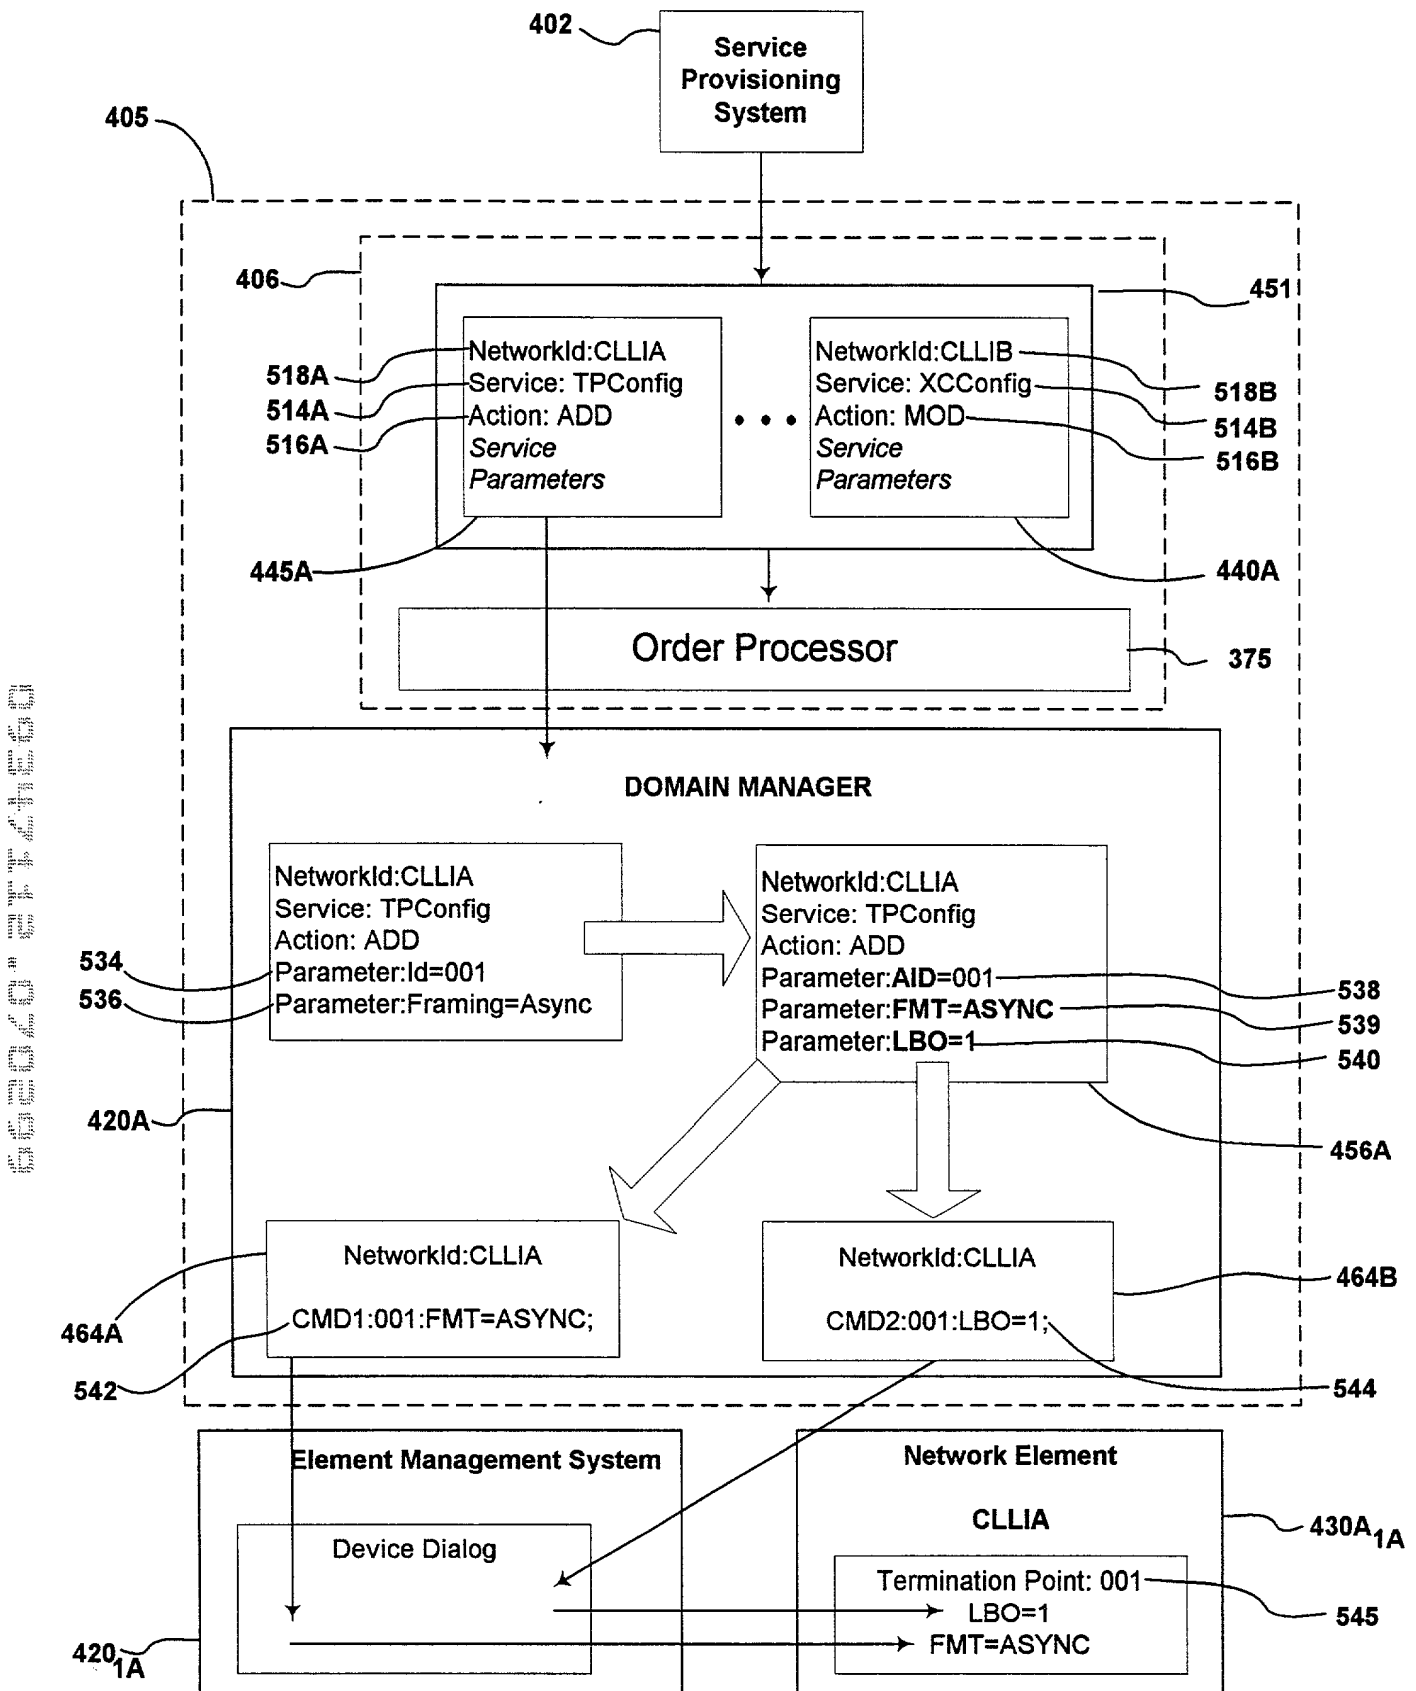 402
Service
Provisioning
System
405
406
451
NetworkId:CLLIA
Service: TPConfig
Action: ADD
Service
Parameters
518A
514A
516A
• • •
NetworkId:CLLIB
Service: XCConfig
Action: MOD
Service
Parameters
518B
514B
516B
445A
440A
Order Processor
375
DOMAIN MANAGER
NetworkId:CLLIA
Service: TPConfig
Action: ADD
Parameter:Id=001
Parameter:Framing=Async
534
536
NetworkId:CLLIA
Service: TPConfig
Action: ADD
Parameter:AID=001
Parameter:FMT=ASYNC
Parameter:LBO=1
538
539
540
420A
456A
NetworkId:CLLIA
CMD1:001:FMT=ASYNC;
464A
542
NetworkId:CLLIA
CMD2:001:LBO=1;
464B
544
Element Management System
Device Dialog
420 1A
Network Element
CLLIA
430A 1A
Termination Point: 001
LBO=1
FMT=ASYNC
545